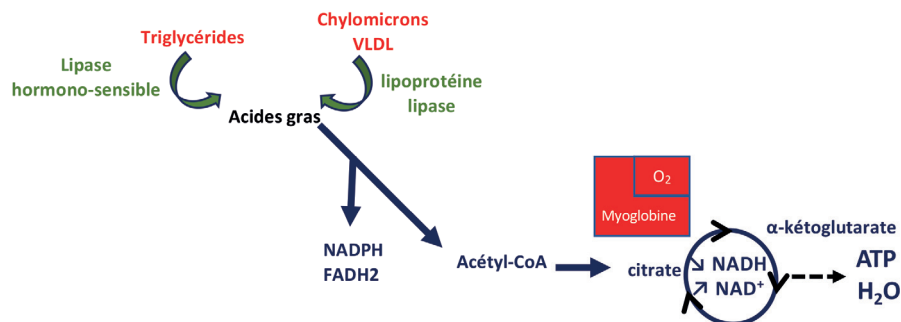 Chylomicrons
VLDL
Triglycérides
Lipase
hormono-sensible
lipoprotéine
lipase
Acides gras
O₂
Myoglobine
NADPH
FADH2
Acétyl-CoA
citrate
α-kétoglutarate
↘ NADH
↗ NAD⁺
ATP
H₂O